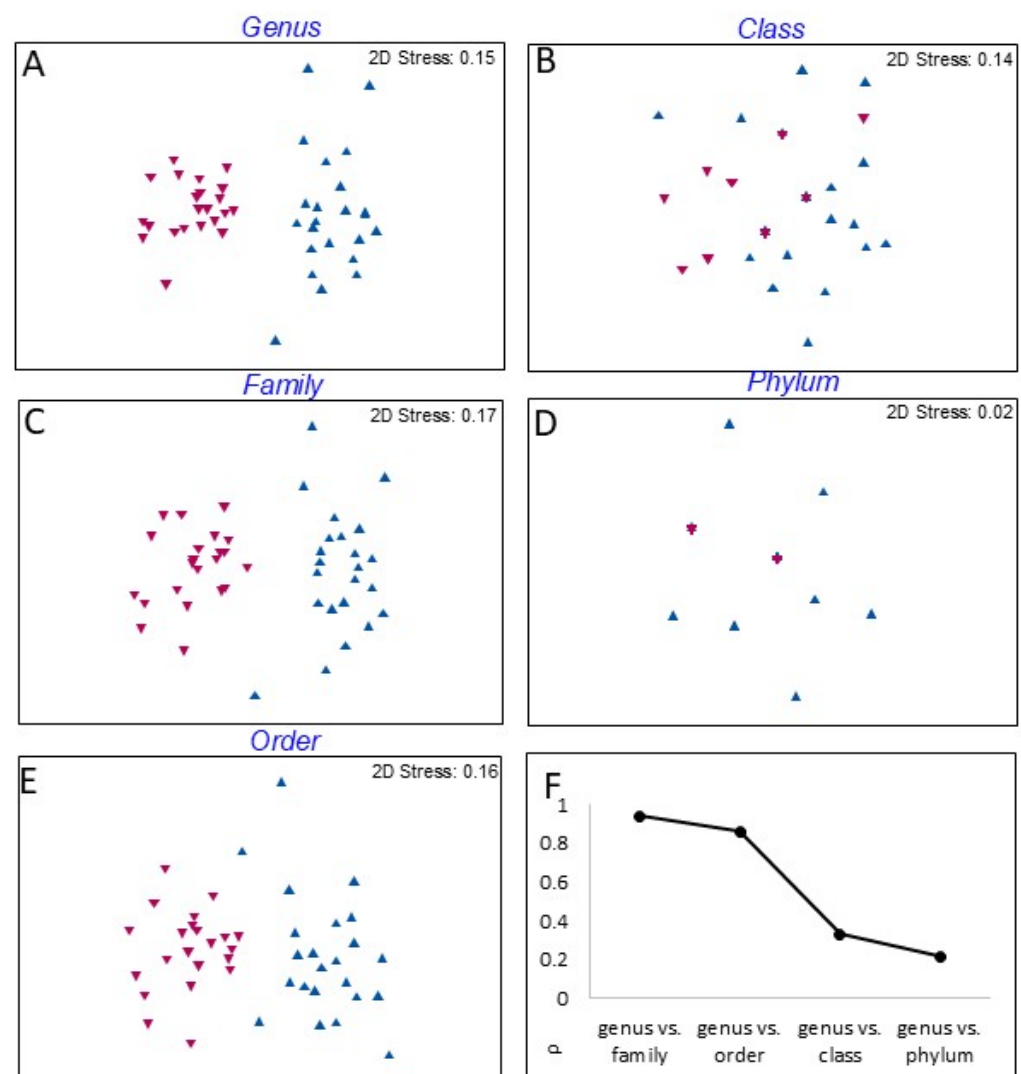 Genus
A
2D Stress: 0.15
Class
B
2D Stress: 0.14
Family
C
2D Stress: 0.17
Phylum
D
2D Stress: 0.02
Order
E
2D Stress: 0.16
F
1
0.8
0.6
0.4
0.2
0
ρ
genus vs.
family
genus vs.
order
genus vs.
class
genus vs.
phylum